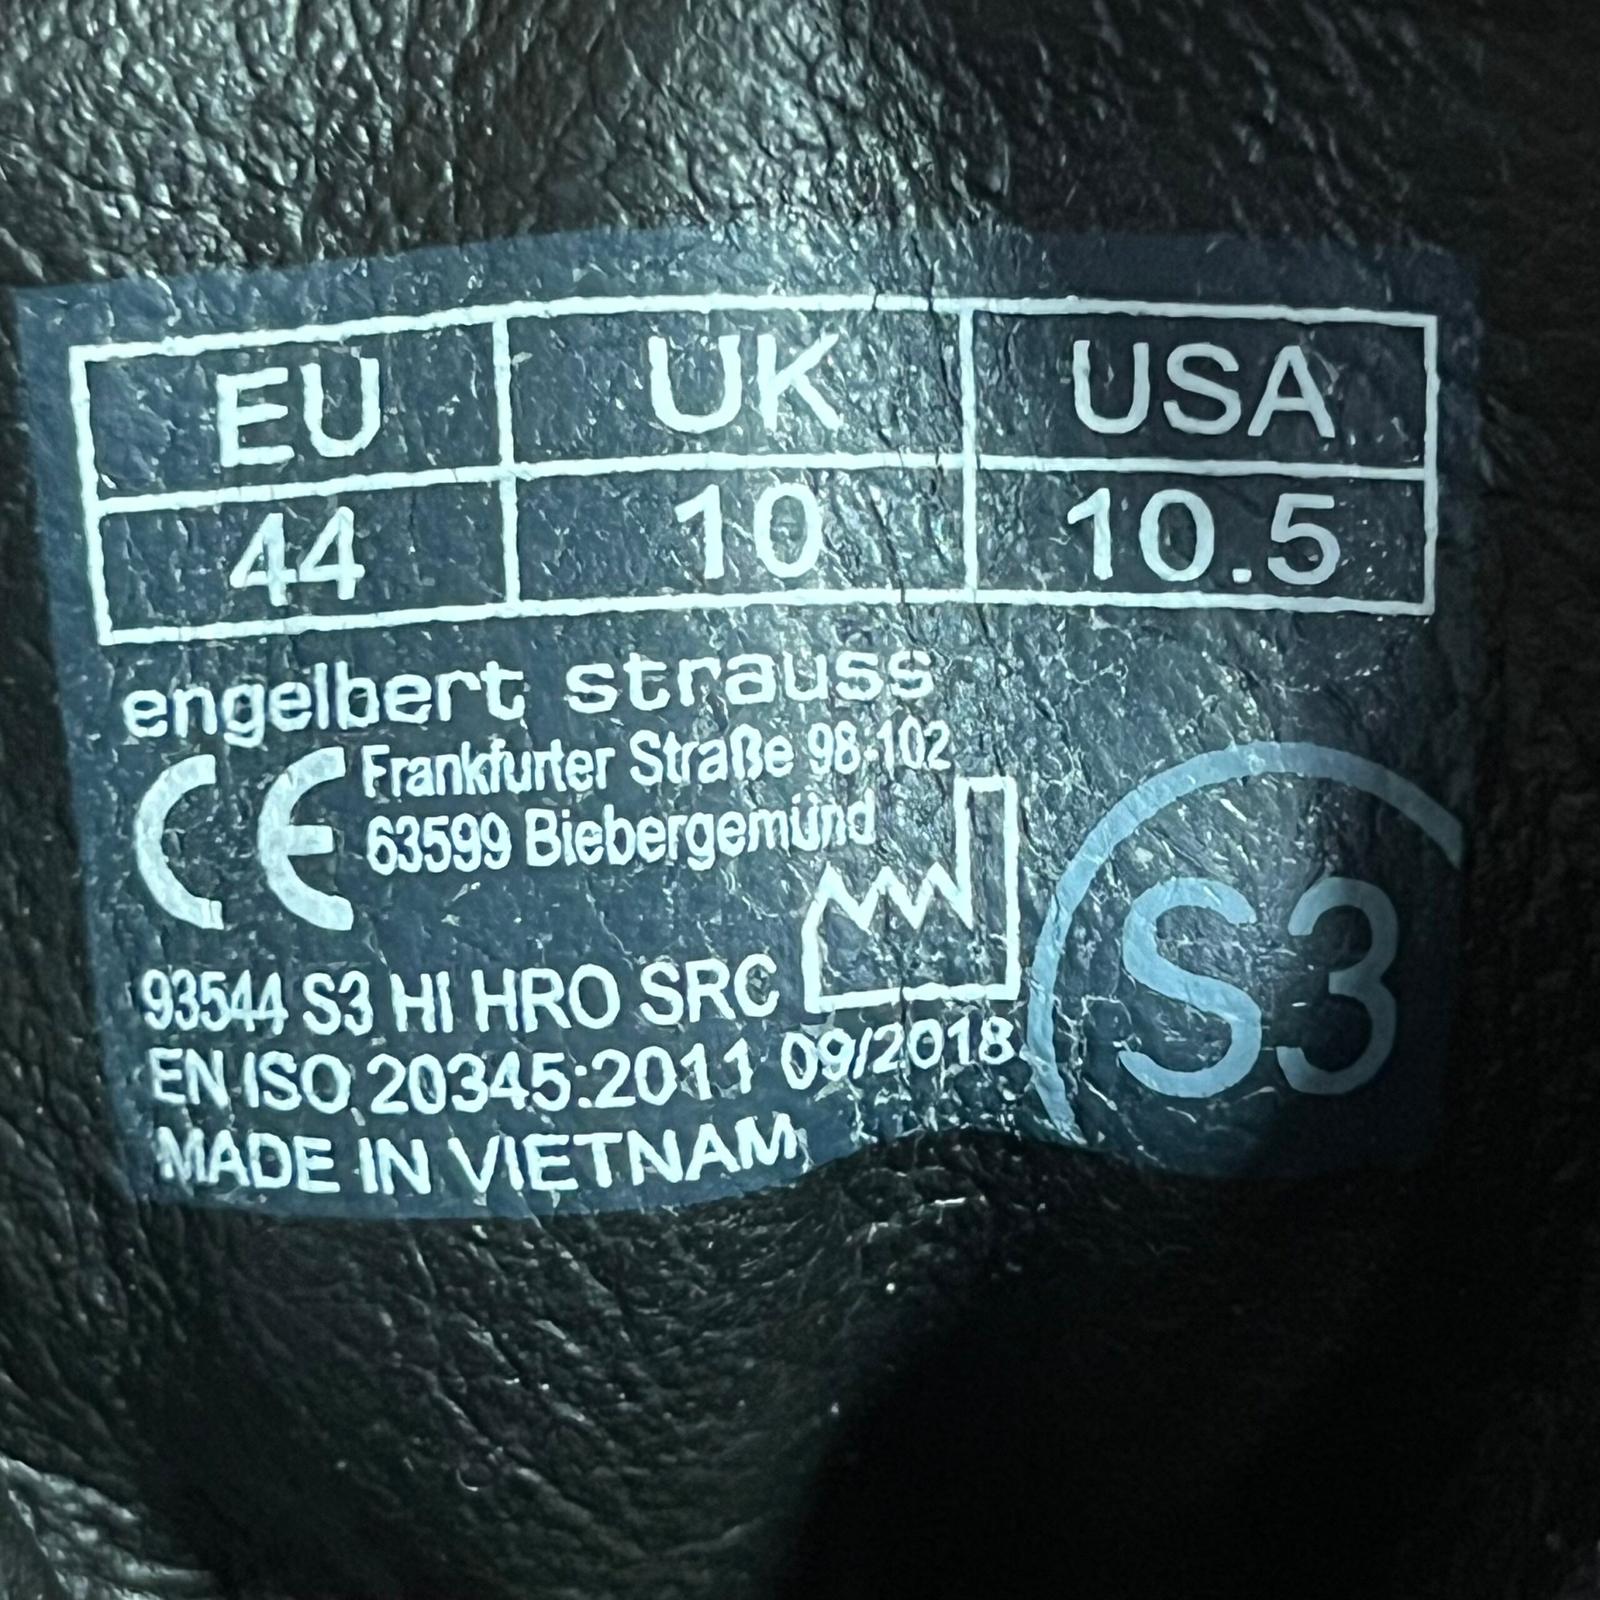 EU UK USA
44 10 10.5
engelbert strauss
CE Frankfurter Straße 98-102
63599 Biebergemünd
93544 S3 HI HRO SRC
EN ISO 20345:2011 09/2018
MADE IN VIETNAM
S3